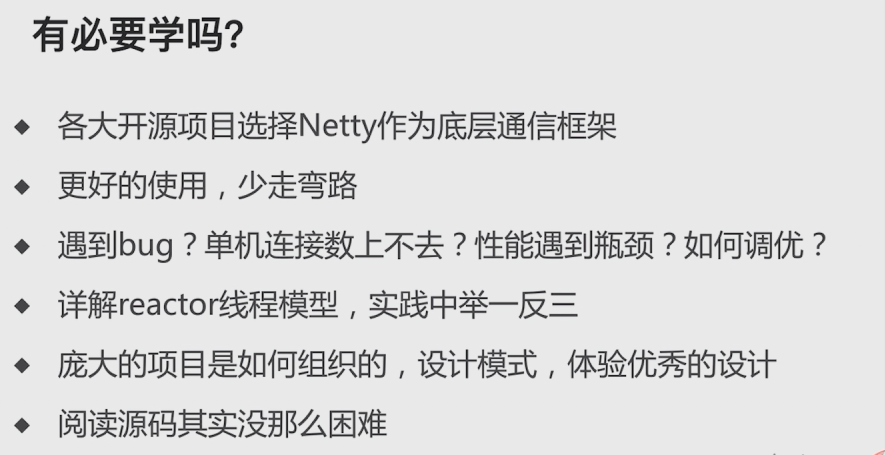 有必要学吗?
◆ 各大开源项目选择Netty作为底层通信框架
◆ 更好的使用，少走弯路
◆ 遇到bug？单机连接数上不去？性能遇到瓶颈？如何调优？
◆ 详解reactor线程模型，实践中举一反三
◆ 庞大的项目是如何组织的，设计模式，体验优秀的设计
◆ 阅读源码其实没那么困难